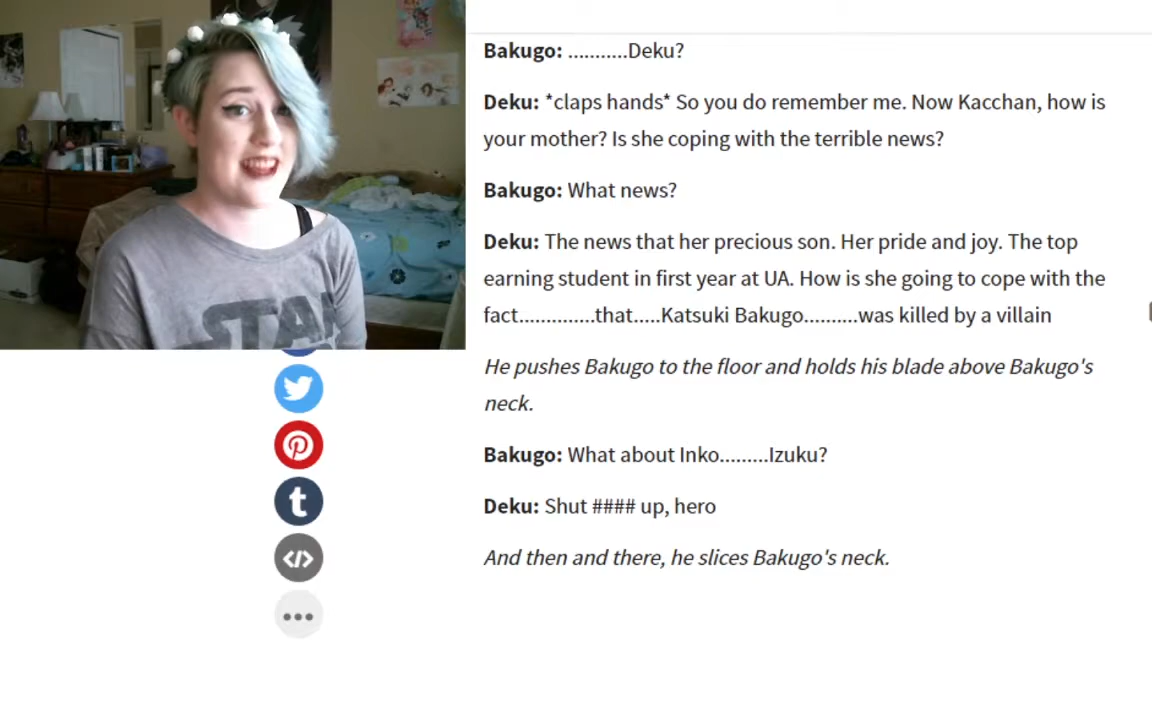 Bakugo: ...........Deku?
Deku: *claps hands* So you do remember me. Now Kacchan, how is
your mother? Is she coping with the terrible news?
Bakugo: What news?
Deku: The news that her precious son. Her pride and joy. The top
earning student in first year at UA. How is she going to cope with the
fact..............that.....Katsuki Bakugo..........was killed by a villain
He pushes Bakugo to the floor and holds his blade above Bakugo's
neck.
Bakugo: What about Inko.........Izuku?
Deku: Shut #### up, hero
And then and there, he slices Bakugo's neck.
STAR
t